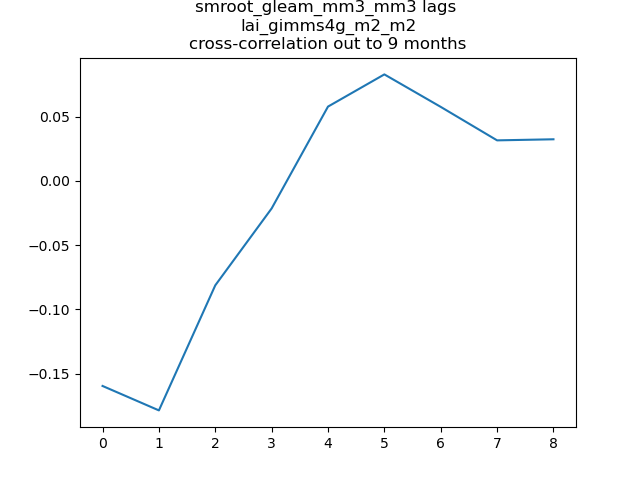 smroot_gleam_mm3_mm3 lags
lai_gimms4g_m2_m2
cross-correlation out to 9 months
0.05
0.00
−0.05
−0.10
−0.15
0 1 2 3 4 5 6 7 8